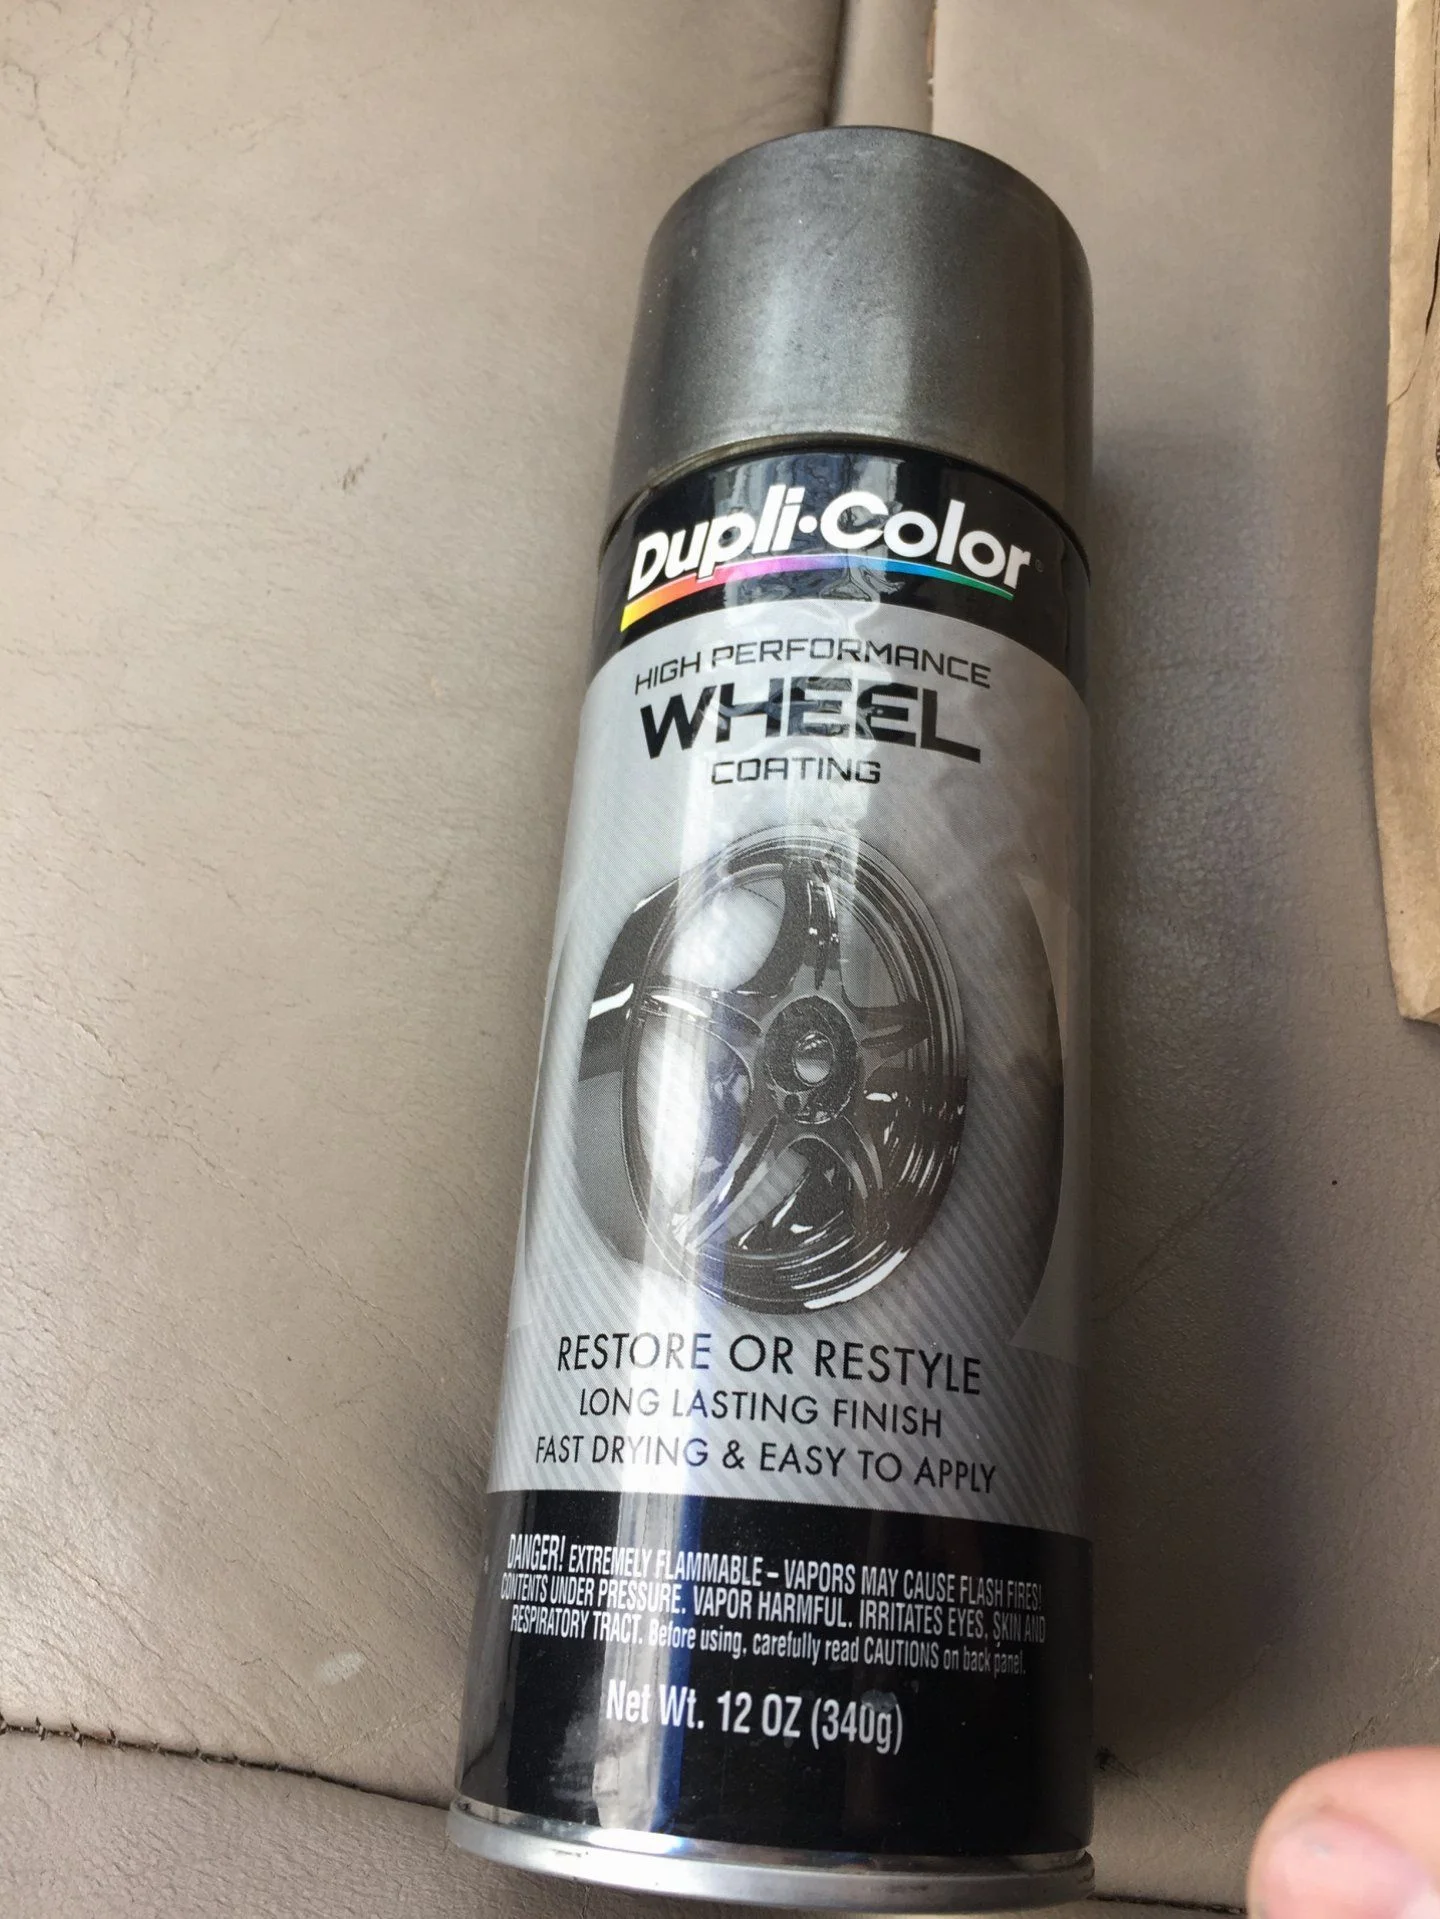 Dupli·Color®
HIGH PERFORMANCE
WHEEL
COATING
RESTORE OR RESTYLE
LONG LASTING FINISH
FAST DRYING & EASY TO APPLY
DANGER! EXTREMELY FLAMMABLE – VAPORS MAY CAUSE FLASH FIRES!
CONTENTS UNDER PRESSURE. VAPOR HARMFUL. IRRITATES EYES, SKIN AND
RESPIRATORY TRACT. Before using, carefully read CAUTIONS on back panel.
Net Wt. 12 OZ (340g)